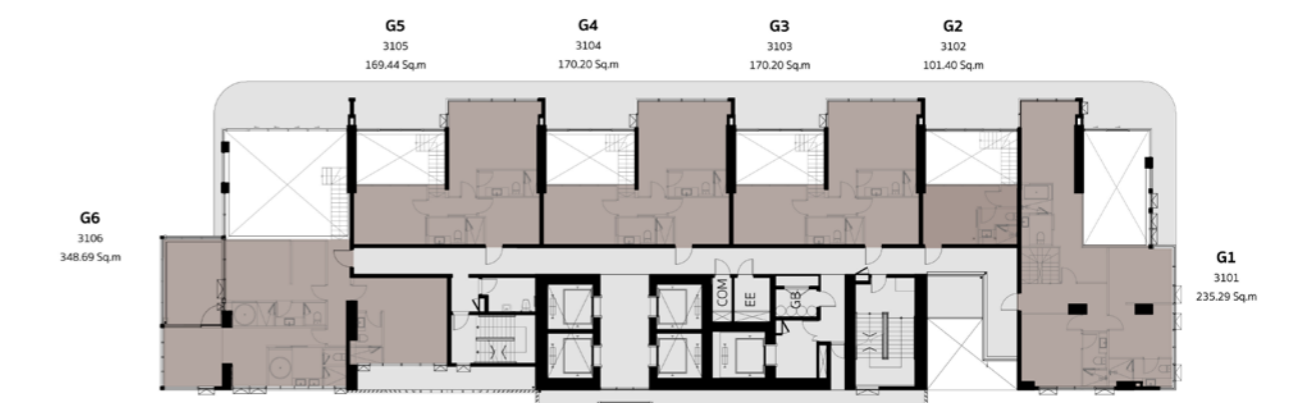 G5
3105
169.44 Sq.m
G4
3104
170.20 Sq.m
G3
3103
170.20 Sq.m
G2
3102
101.40 Sq.m
G6
3106
348.69 Sq.m
G1
3101
235.29 Sq.m
COM
EE
GB